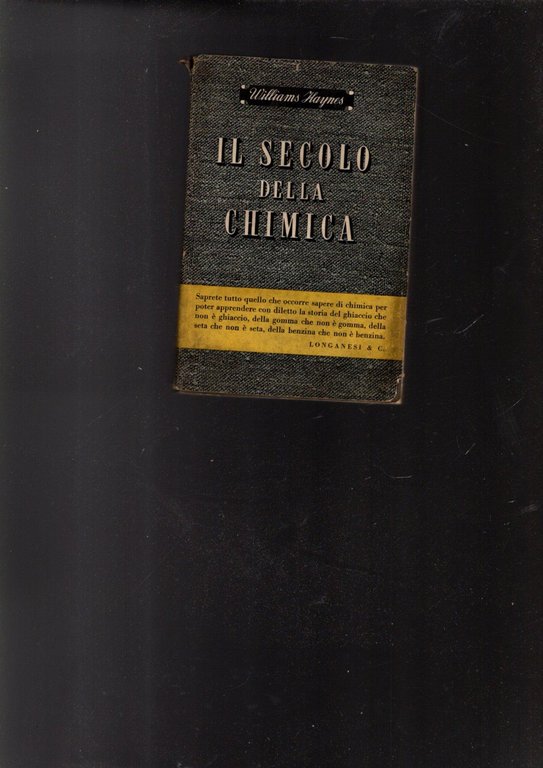 Williams Haynes
IL SECOLO
DELLA
CHIMICA
Saprete tutto quello che occorre sapere di chimica per
poter apprendere con diletto la storia del ghiaccio che
non è ghiaccio, della gomma che non è gomma, della
seta che non è seta, della benzina che non è benzina.
LONGANESI & C.